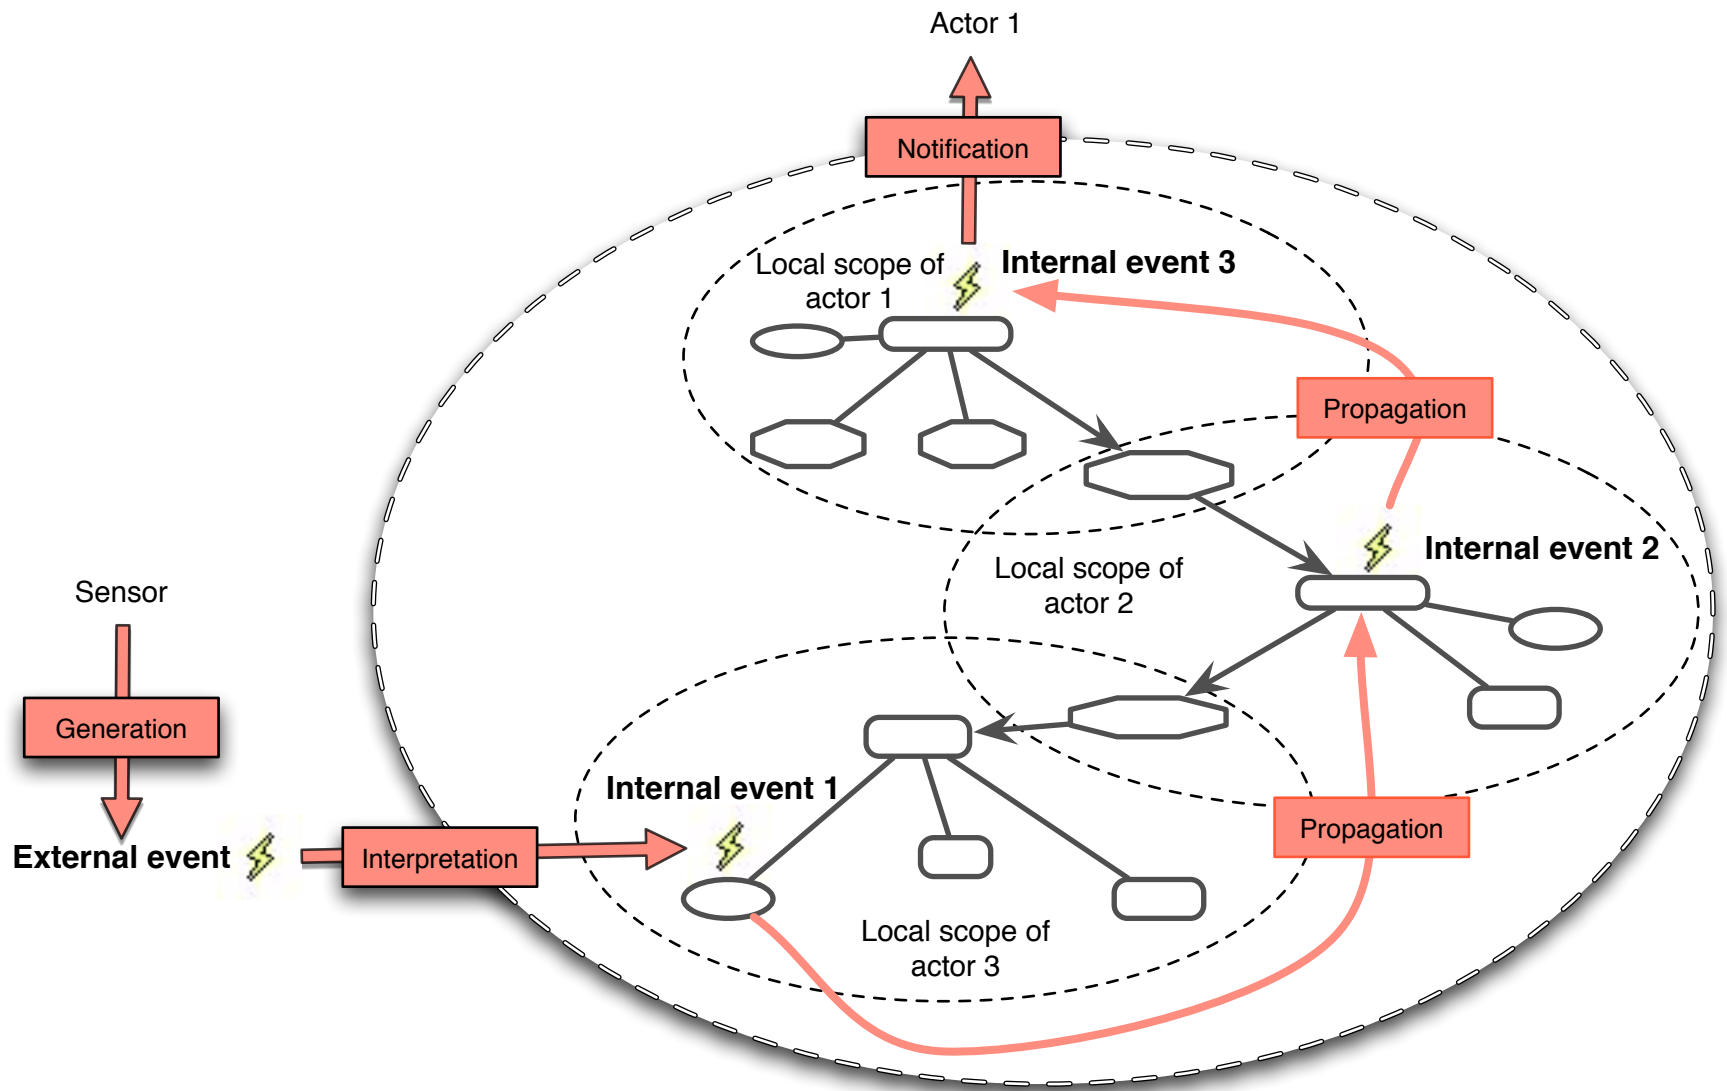 Actor 1
Notification
Internal event 3
Local scope of
actor 1
Propagation
Internal event 2
Local scope of
actor 2
Sensor
Generation
Internal event 1
Propagation
External event
Interpretation
Local scope of
actor 3